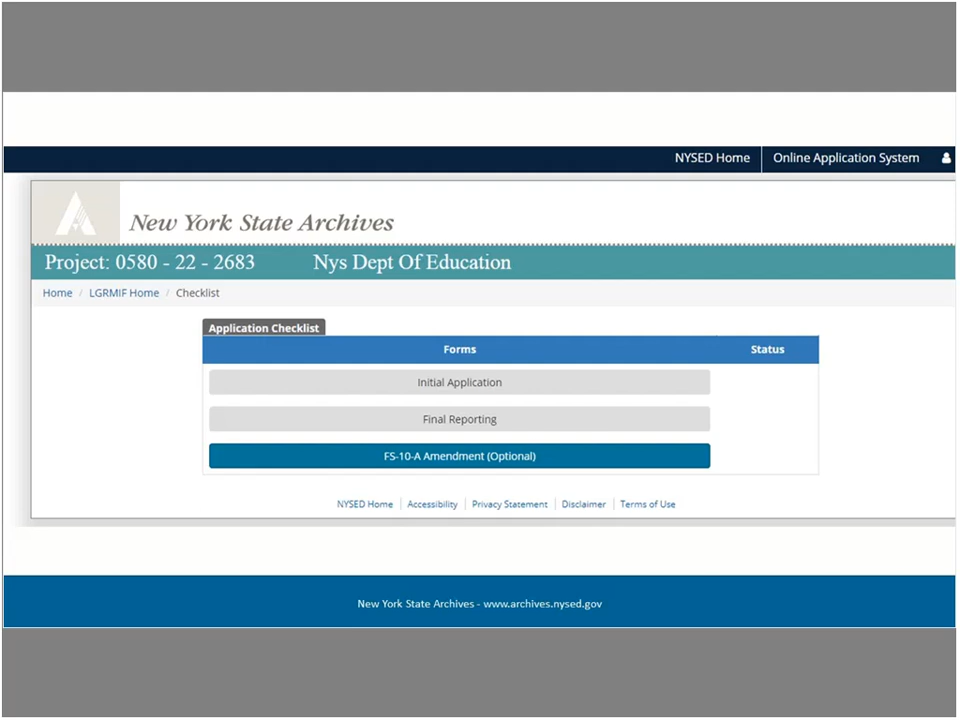 NYSED Home Online Application System
New York State Archives
Project: 0580 - 22 - 2683 Nys Dept Of Education
Home / LGRMIF Home / Checklist
Application Checklist
Forms Status
Initial Application
Final Reporting
FS-10-A Amendment (Optional)
NYSED Home Accessibility Privacy Statement Disclaimer Terms of Use
New York State Archives - www.archives.nysed.gov